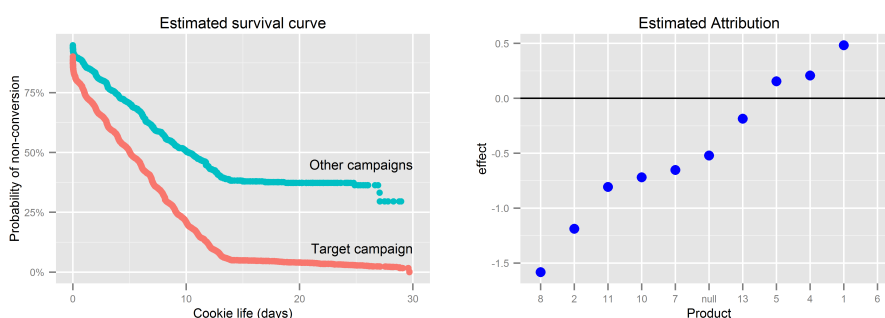 Estimated survival curve
Probability of non-conversion
75%
50%
25%
0%
Other campaigns
Target campaign
0
10
20
30
Cookie life (days)
Estimated Attribution
effect
0.5
0.0
-0.5
-1.0
-1.5
8 2 11 10 7 null 13 5 4 1 6
Product